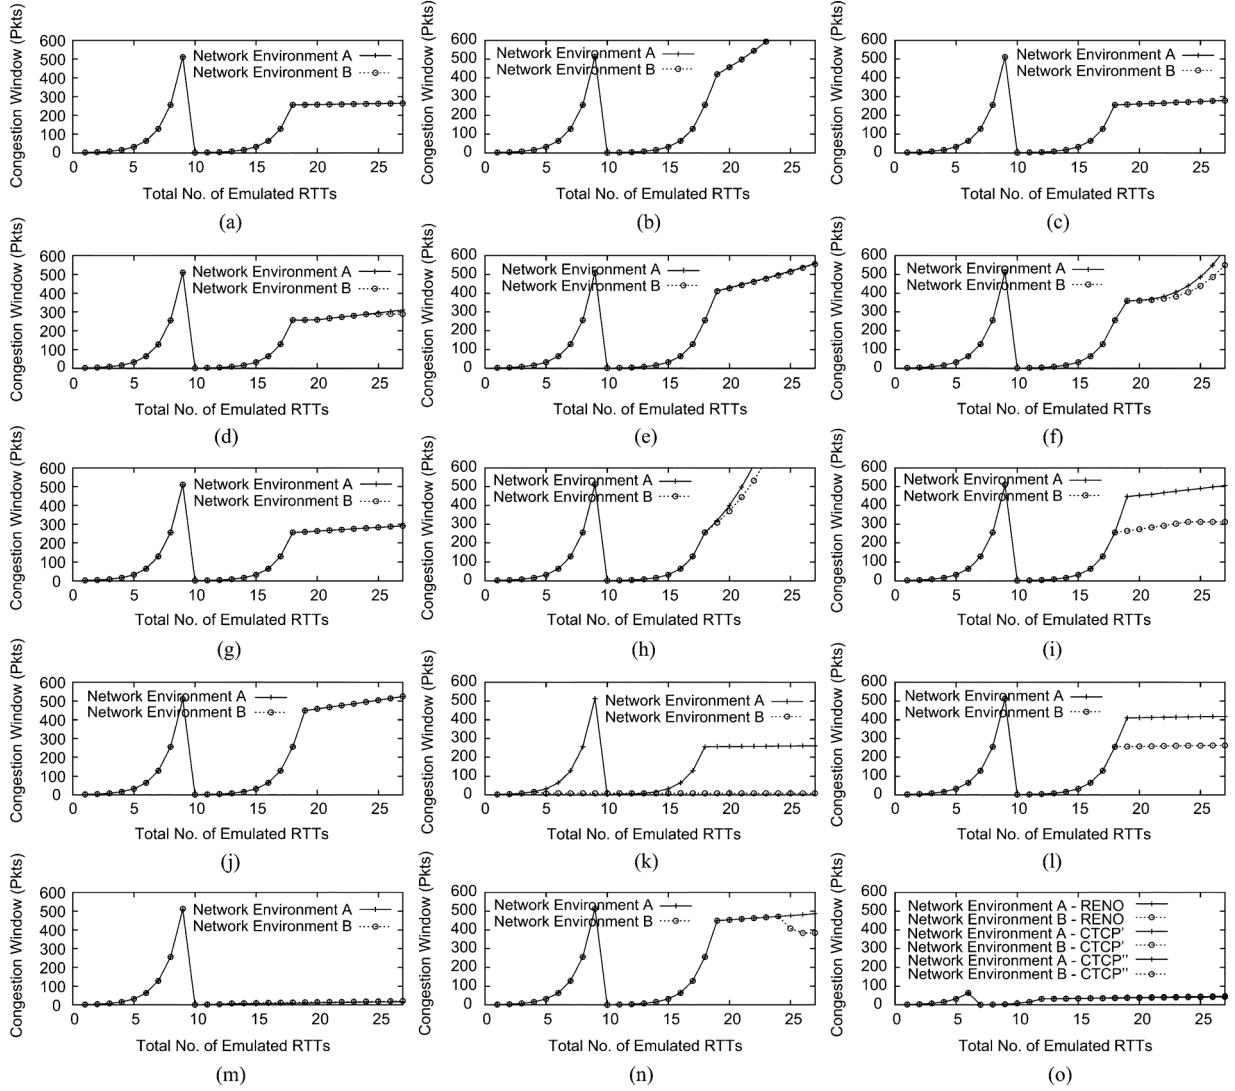 Congestion Window (Pkts)
600
500
400
300
200
100
0
Network Environment A
Network Environment B
0 5 10 15 20 25
Total No. of Emulated RTTs
(a)
Congestion Window (Pkts)
600
500
400
300
200
100
0
Network Environment A
Network Environment B
0 5 10 15 20 25
Total No. of Emulated RTTs
(b)
Congestion Window (Pkts)
600
500
400
300
200
100
0
Network Environment A
Network Environment B
0 5 10 15 20 25
Total No. of Emulated RTTs
(c)
Congestion Window (Pkts)
600
500
400
300
200
100
0
Network Environment A
Network Environment B
0 5 10 15 20 25
Total No. of Emulated RTTs
(d)
Congestion Window (Pkts)
600
500
400
300
200
100
0
Network Environment A
Network Environment B
0 5 10 15 20 25
Total No. of Emulated RTTs
(e)
Congestion Window (Pkts)
600
500
400
300
200
100
0
Network Environment A
Network Environment B
0 5 10 15 20 25
Total No. of Emulated RTTs
(f)
Congestion Window (Pkts)
600
500
400
300
200
100
0
Network Environment A
Network Environment B
0 5 10 15 20 25
Total No. of Emulated RTTs
(g)
Congestion Window (Pkts)
600
500
400
300
200
100
0
Network Environment A
Network Environment B
0 5 10 15 20 25
Total No. of Emulated RTTs
(h)
Congestion Window (Pkts)
600
500
400
300
200
100
0
Network Environment A
Network Environment B
0 5 10 15 20 25
Total No. of Emulated RTTs
(i)
Congestion Window (Pkts)
600
500
400
300
200
100
0
Network Environment A
Network Environment B
0 5 10 15 20 25
Total No. of Emulated RTTs
(j)
Congestion Window (Pkts)
600
500
400
300
200
100
0
Network Environment A
Network Environment B
0 5 10 15 20 25
Total No. of Emulated RTTs
(k)
Congestion Window (Pkts)
600
500
400
300
200
100
0
Network Environment A
Network Environment B
0 5 10 15 20 25
Total No. of Emulated RTTs
(l)
Congestion Window (Pkts)
600
500
400
300
200
100
0
Network Environment A
Network Environment B
0 5 10 15 20 25
Total No. of Emulated RTTs
(m)
Congestion Window (Pkts)
600
500
400
300
200
100
0
Network Environment A
Network Environment B
0 5 10 15 20 25
Total No. of Emulated RTTs
(n)
Congestion Window (Pkts)
600
500
400
300
200
100
0
Network Environment A - RENO
Network Environment B - RENO
Network Environment A - CTCP'
Network Environment B - CTCP'
Network Environment A - CTCP''
Network Environment B - CTCP''
0 5 10 15 20 25
Total No. of Emulated RTTs
(o)